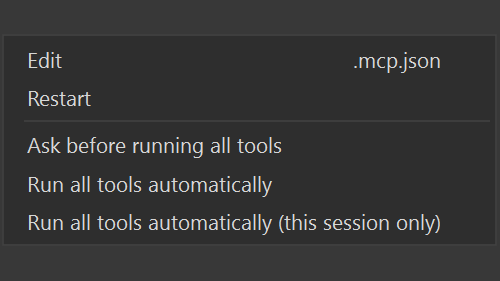 Edit .mcp.json
Restart
Ask before running all tools
Run all tools automatically
Run all tools automatically (this session only)